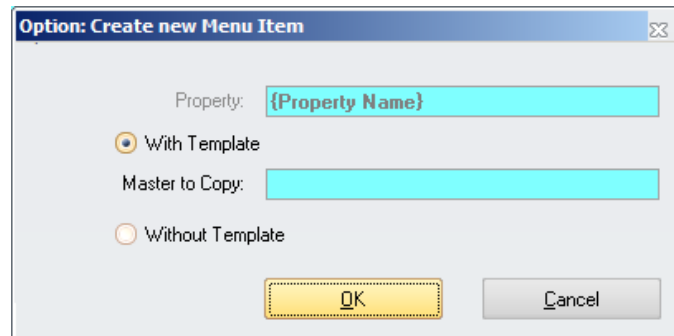 Option: Create new Menu Item
Property: {Property Name}
With Template
Master to Copy:
Without Template
OK Cancel